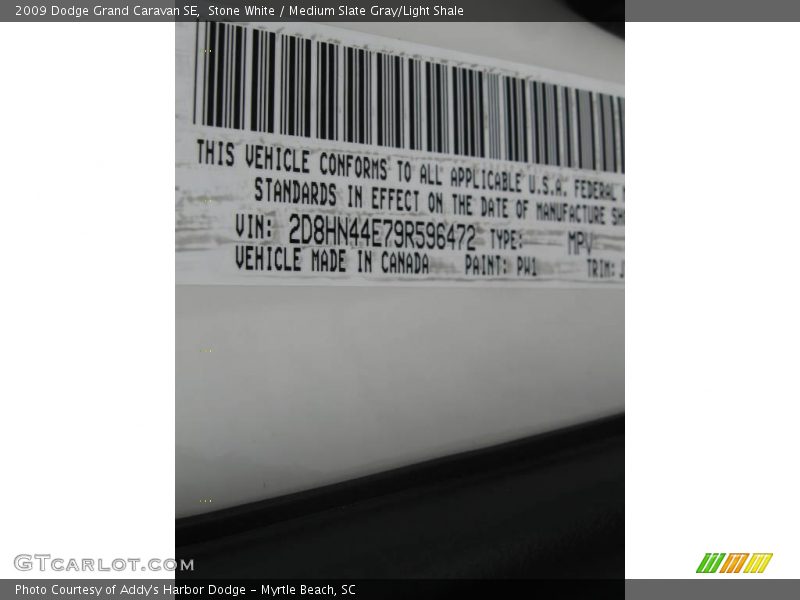 2009 Dodge Grand Caravan SE, Stone White / Medium Slate Gray/Light Shale
THIS VEHICLE CONFORMS TO ALL APPLICABLE U.S.A. FEDERAL
STANDARDS IN EFFECT ON THE DATE OF MANUFACTURE SH
VIN: 2D8HN44E79R596472 TYPE: MPV
VEHICLE MADE IN CANADA PAINT: PW1 TRIM:
GTCARLOT.COM
Photo Courtesy of Addy's Harbor Dodge - Myrtle Beach, SC